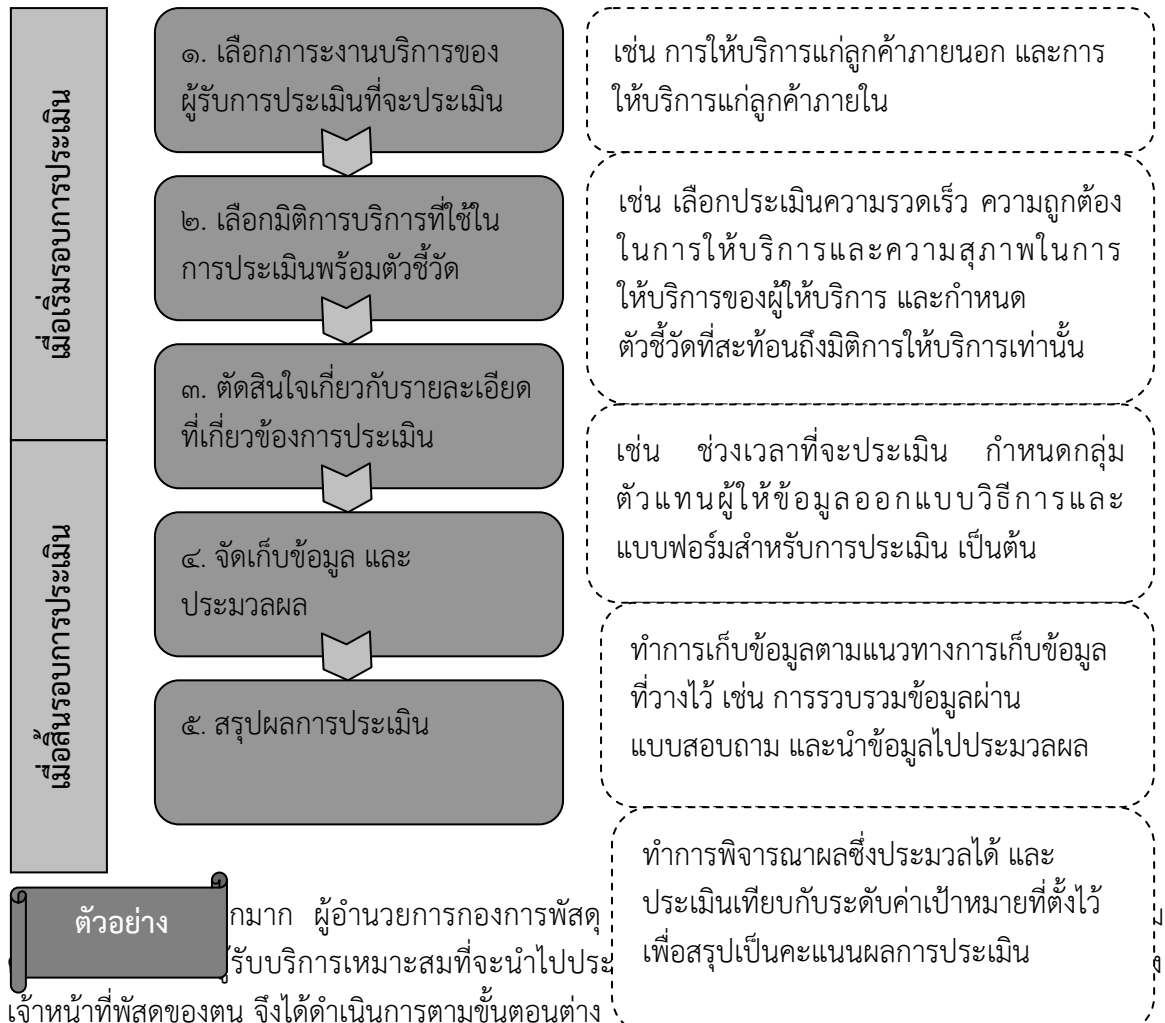 เมื่อเริ่มรอบการประเมิน
๑. เลือกภาระงานบริการของ
ผู้รับการประเมินที่จะประเมิน
เช่น การให้บริการแก่ลูกค้าภายนอก และการ
ให้บริการแก่ลูกค้าภายใน
๒. เลือกมิติการบริการที่ใช้ใน
การประเมินพร้อมตัวชี้วัด
เช่น เลือกประเมินความรวดเร็ว ความถูกต้อง
ในการให้บริการและความสุภาพในการ
ให้บริการของผู้ให้บริการ และกำหนด
ตัวชี้วัดที่สะท้อนถึงมิติการให้บริการเท่านั้น
๓. ตัดสินใจเกี่ยวกับรายละเอียด
ที่เกี่ยวข้องการประเมิน
เช่น ช่วงเวลาที่จะประเมิน กำหนดกลุ่ม
ตัวแทนผู้ให้ข้อมูลออกแบบวิธีการและ
แบบฟอร์มสำหรับการประเมิน เป็นต้น
เมื่อสิ้นรอบการประเมิน
๔. จัดเก็บข้อมูล และ
ประมวลผล
ทำการเก็บข้อมูลตามแนวทางการเก็บข้อมูล
ที่วางไว้ เช่น การรวบรวมข้อมูลผ่าน
แบบสอบถาม และนำข้อมูลไปประมวลผล
๕. สรุปผลการประเมิน
ทำการพิจารณาผลซึ่งประมวลได้ และ
ประเมินเทียบกับระดับค่าเป้าหมายที่ตั้งไว้
เพื่อสรุปเป็นคะแนนผลการประเมิน
ตัวอย่าง
ผู้อำนวยการกองการพัสดุ
รับบริการเหมาะสมที่จะนำไปประ
เจ้าหน้าที่พัสดุของตน จึงได้ดำเนินการตามขั้นตอนต่าง